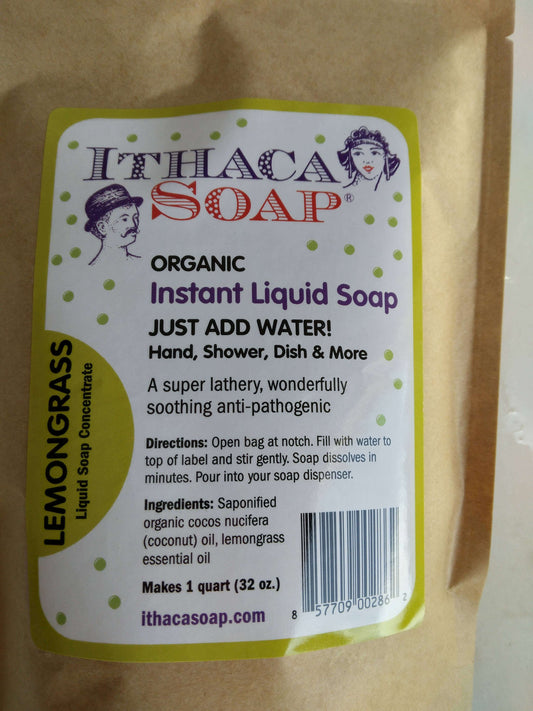 ITHACA
SOAP®
ORGANIC
Instant Liquid Soap
JUST ADD WATER!
Hand, Shower, Dish & More
A super lathery, wonderfully
soothing anti-pathogenic
LEMONGRASS
Liquid Soap Concentrate
Directions: Open bag at notch. Fill with water to
top of label and stir gently. Soap dissolves in
minutes. Pour into your soap dispenser.
Ingredients: Saponified
organic cocos nucifera
(coconut) oil, lemongrass
essential oil
Makes 1 quart (32 oz.)
ithacasoap.com
8 57709 00286 2